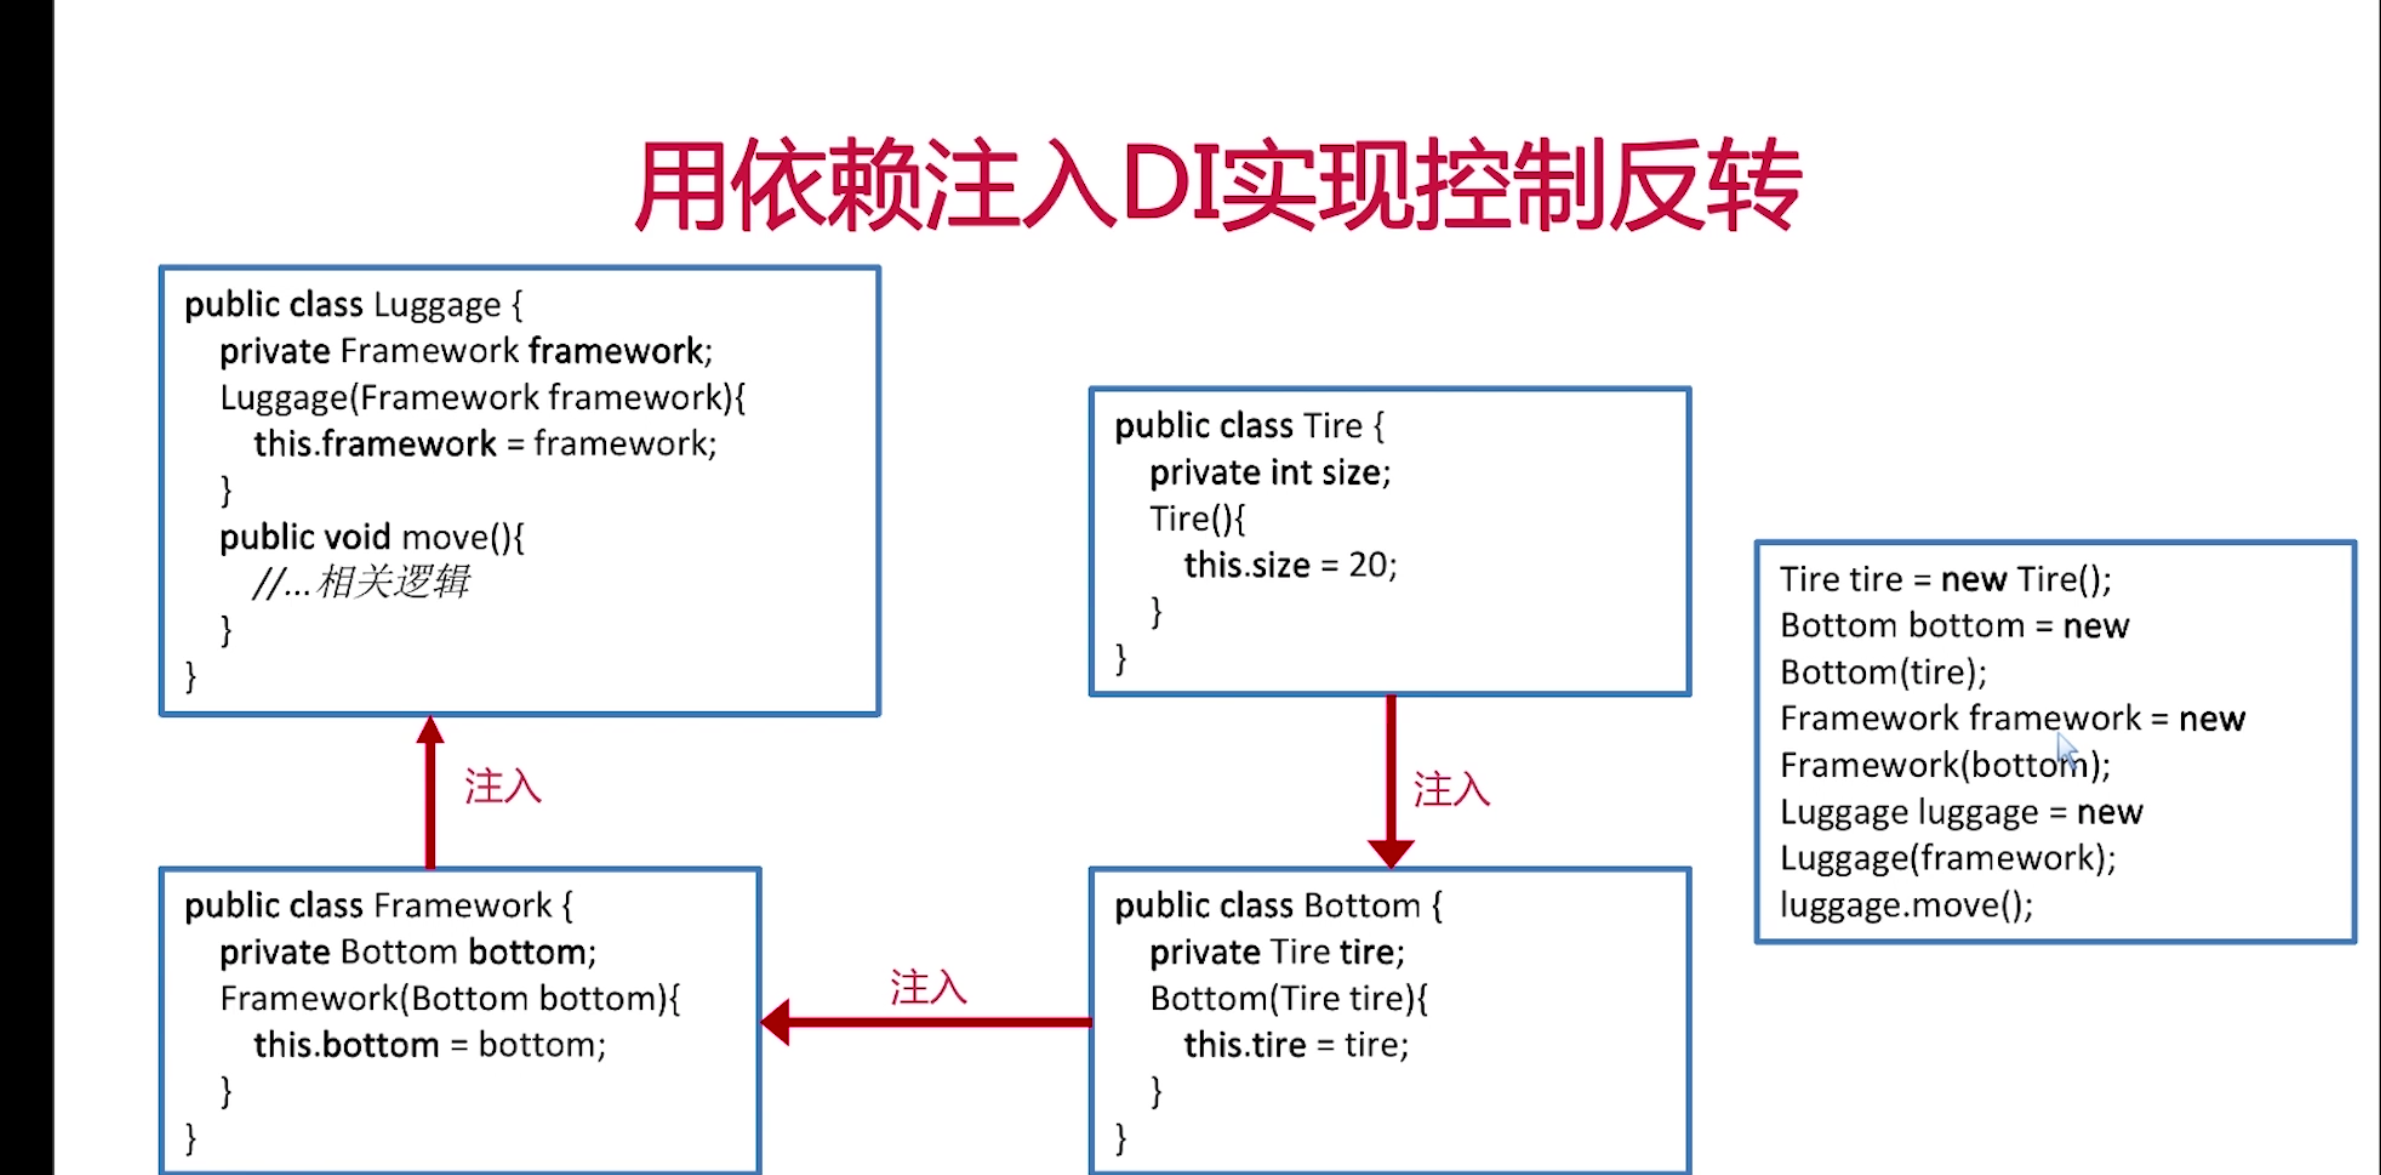 用依赖注入DI实现控制反转
public class Luggage {
private Framework framework;
Luggage(Framework framework){
this.framework = framework;
}
public void move(){
//...相关逻辑
}
}
public class Tire {
private int size;
Tire(){
this.size = 20;
}
}
Tire tire = new Tire();
Bottom bottom = new
Bottom(tire);
Framework framework = new
Framework(bottom);
Luggage luggage = new
Luggage(framework);
luggage.move();
注入
注入
public class Framework {
private Bottom bottom;
Framework(Bottom bottom){
this.bottom = bottom;
}
}
注入
public class Bottom {
private Tire tire;
Bottom(Tire tire){
this.tire = tire;
}
}